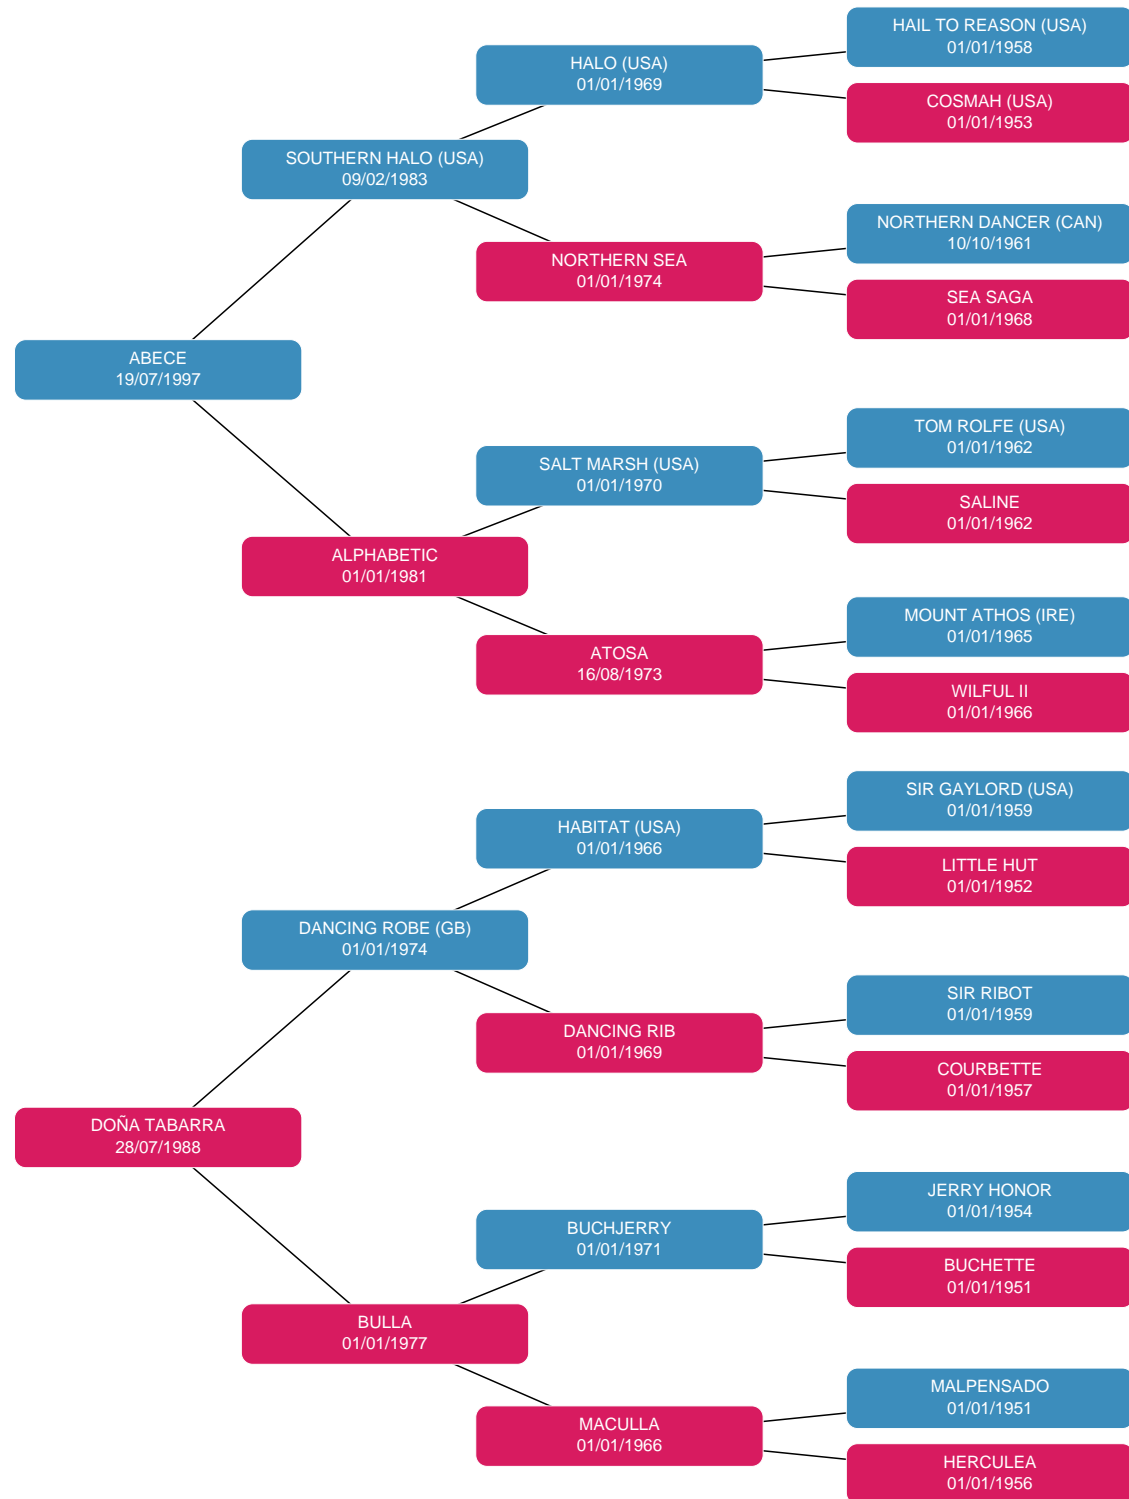 HAIL TO REASON (USA)
01/01/1958
HALO (USA)
01/01/1969
COSMAH (USA)
01/01/1953
SOUTHERN HALO (USA)
09/02/1983
NORTHERN DANCER (CAN)
10/10/1961
NORTHERN SEA
01/01/1974
SEA SAGA
01/01/1968
ABECE
19/07/1997
TOM ROLFE (USA)
01/01/1962
SALT MARSH (USA)
01/01/1970
SALINE
01/01/1962
ALPHABETIC
01/01/1981
MOUNT ATHOS (IRE)
01/01/1965
ATOSA
16/08/1973
WILFUL II
01/01/1966
SIR GAYLORD (USA)
01/01/1959
HABITAT (USA)
01/01/1966
LITTLE HUT
01/01/1952
DANCING ROBE (GB)
01/01/1974
SIR RIBOT
01/01/1959
DANCING RIB
01/01/1969
COURBETTE
01/01/1957
DOÑA TABARRA
28/07/1988
JERRY HONOR
01/01/1954
BUCHJERRY
01/01/1971
BUCHETTE
01/01/1951
BULLA
01/01/1977
MALPENSADO
01/01/1951
MACULLA
01/01/1966
HERCULEA
01/01/1956